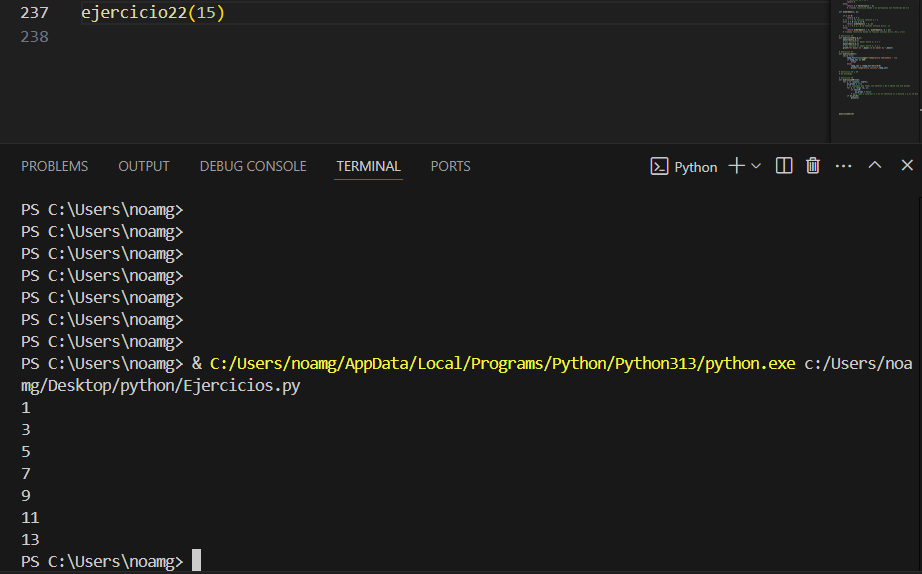 237 ejercicio22(15)
238
PROBLEMS OUTPUT DEBUG CONSOLE TERMINAL PORTS Python
PS C:\Users\noamg>
PS C:\Users\noamg>
PS C:\Users\noamg>
PS C:\Users\noamg>
PS C:\Users\noamg>
PS C:\Users\noamg>
PS C:\Users\noamg>
PS C:\Users\noamg> & C:/Users/noamg/AppData/Local/Programs/Python/Python313/python.exe c:/Users/noa
mg/Desktop/python/Ejercicios.py
1
3
5
7
9
11
13
PS C:\Users\noamg>